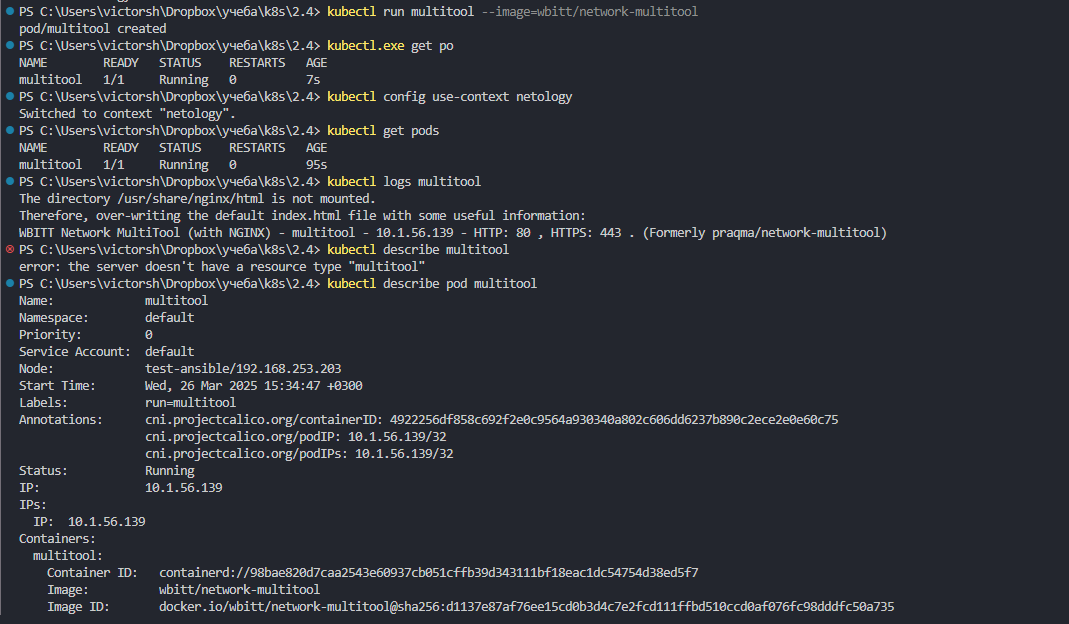 PS C:\Users\victorsh\Dropbox\учеба\k8s\2.4> kubectl run multitool --image=wbitt/network-multitool
pod/multitool created
PS C:\Users\victorsh\Dropbox\учеба\k8s\2.4> kubectl.exe get po
NAME        READY   STATUS    RESTARTS   AGE
multitool   1/1     Running   0          7s
PS C:\Users\victorsh\Dropbox\учеба\k8s\2.4> kubectl config use-context netology
Switched to context "netology".
PS C:\Users\victorsh\Dropbox\учеба\k8s\2.4> kubectl get pods
NAME        READY   STATUS    RESTARTS   AGE
multitool   1/1     Running   0          95s
PS C:\Users\victorsh\Dropbox\учеба\k8s\2.4> kubectl logs multitool
The directory /usr/share/nginx/html is not mounted.
Therefore, over-writing the default index.html file with some useful information:
WBITT Network MultiTool (with NGINX) - multitool - 10.1.56.139 - HTTP: 80 , HTTPS: 443 . (Formerly praqma/network-multitool)
PS C:\Users\victorsh\Dropbox\учеба\k8s\2.4> kubectl describe multitool
error: the server doesn't have a resource type "multitool"
PS C:\Users\victorsh\Dropbox\учеба\k8s\2.4> kubectl describe pod multitool
Name:             multitool
Namespace:        default
Priority:         0
Service Account:  default
Node:             test-ansible/192.168.253.203
Start Time:       Wed, 26 Mar 2025 15:34:47 +0300
Labels:           run=multitool
Annotations:      cni.projectcalico.org/containerID: 4922256df858c692f2e0c9564a930340a802c606dd6237b890c2ece2e0e60c75
                  cni.projectcalico.org/podIP: 10.1.56.139/32
                  cni.projectcalico.org/podIPs: 10.1.56.139/32
Status:           Running
IP:               10.1.56.139
IPs:
  IP:  10.1.56.139
Containers:
  multitool:
    Container ID:   containerd://98bae820d7caa2543e60937cb051cffb39d343111bf18eac1dc54754d38ed5f7
    Image:          wbitt/network-multitool
    Image ID:       docker.io/wbitt/network-multitool@sha256:d1137e87af76ee15cd0b3d4c7e2fcd111ffbd510ccd0af076fc98dddfc50a735